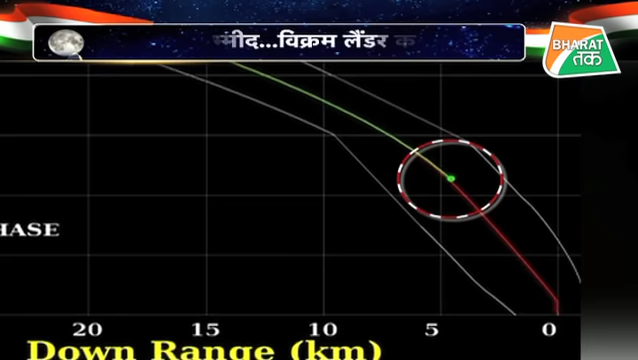 म्मीद...विक्रम लैंडर क
BHARAT
तक
HASE
20 15 10 5 0
Down Range (km)